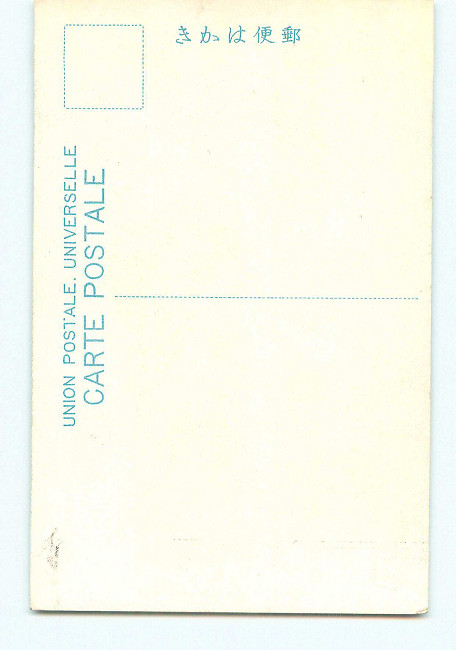 きかは便郵
UNION POSTALE. UNIVERSELLE
CARTE POSTALE